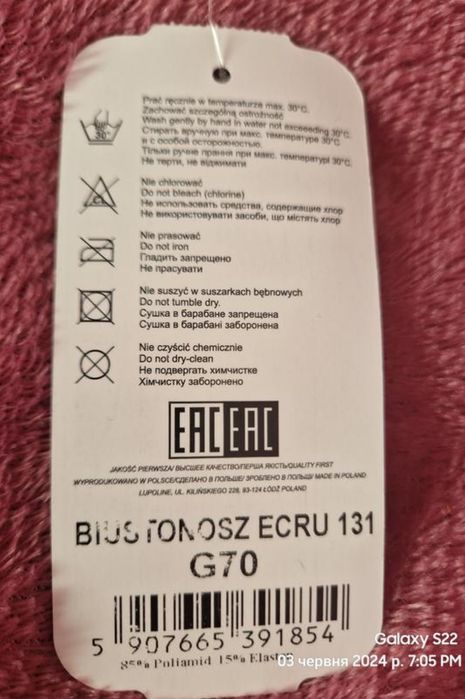 30°
Prać ręcznie w temperaturze max. 30°C.
Zachować szczególną ostrożność
Wash gently by hand in water not exceeding 30°C.
Стирать вручную при макс. температуре 30°C
и с особой осторожностью.
Тільки ручне прання при макс. температурі 30°C.
Не терти, не віджимати
CL
Nie chlorować
Do not bleach (chlorine)
Не использовать средства, содержащие хлор
Не використовувати засоби, що містять хлор
Nie prasować
Do not iron
Гладить запрещено
Не прасувати
Nie suszyć w suszarkach bębnowych
Do not tumble dry.
Сушка в барабане запрещена
Сушка в барабані заборонена
Nie czyścić chemicznie
Do not dry-clean
Не подвергать химчистке
Хімчистку заборонено
EAC EAC
JAKOŚĆ PIERWSZA/ ВЫСШЕЕ КАЧЕСТВО/ПЕРША ЯКІСТЬ/QUALITY FIRST
WYPRODUKOWANO W POLSCE/СДЕЛАНО В ПОЛЬШЕ/ ЗРОБЛЕНО В ПОЛЬЩІ/ MADE IN POLAND
LUPOLINE, UL. KILIŃSKIEGO 228, 93-124 ŁÓDŹ POLAND
BIUSTONOSZ ECRU 131
G70
5 907665 391854
85% Poliamid 15% Elastan
Galaxy S22
03 червня 2024 р. 7:05 PM